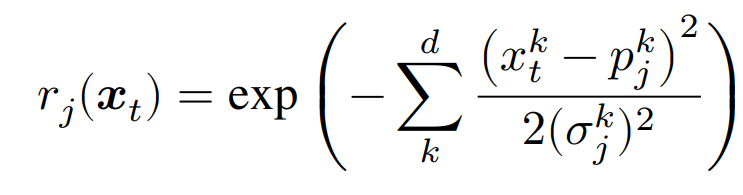 r_j(\boldsymbol{x}_t) = \exp\left(-\sum_{k}^{d} \frac{\left(x_t^k - p_j^k\right)^2}{2(\sigma_j^k)^2}\right)